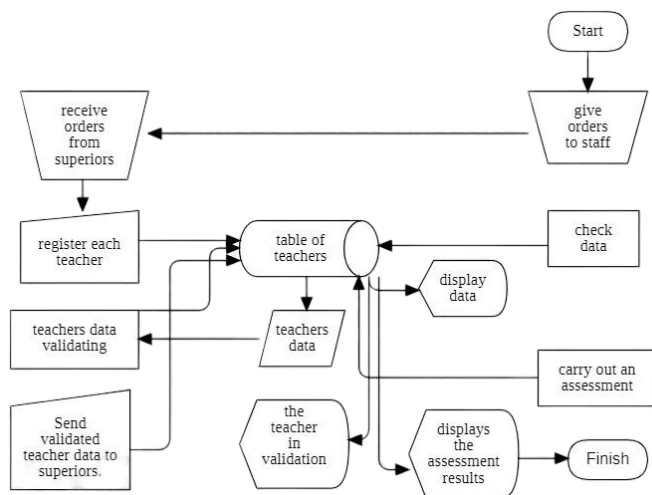 Start
receive
orders
from
superiors
give
orders
to staff
register each
teacher
table of
teachers
check
data
display
data
teachers data
validating
teachers
data
carry out an
assessment
Send
validated
teacher data to
superiors.
the
teacher
in
validation
displays
the
assessment
results
Finish